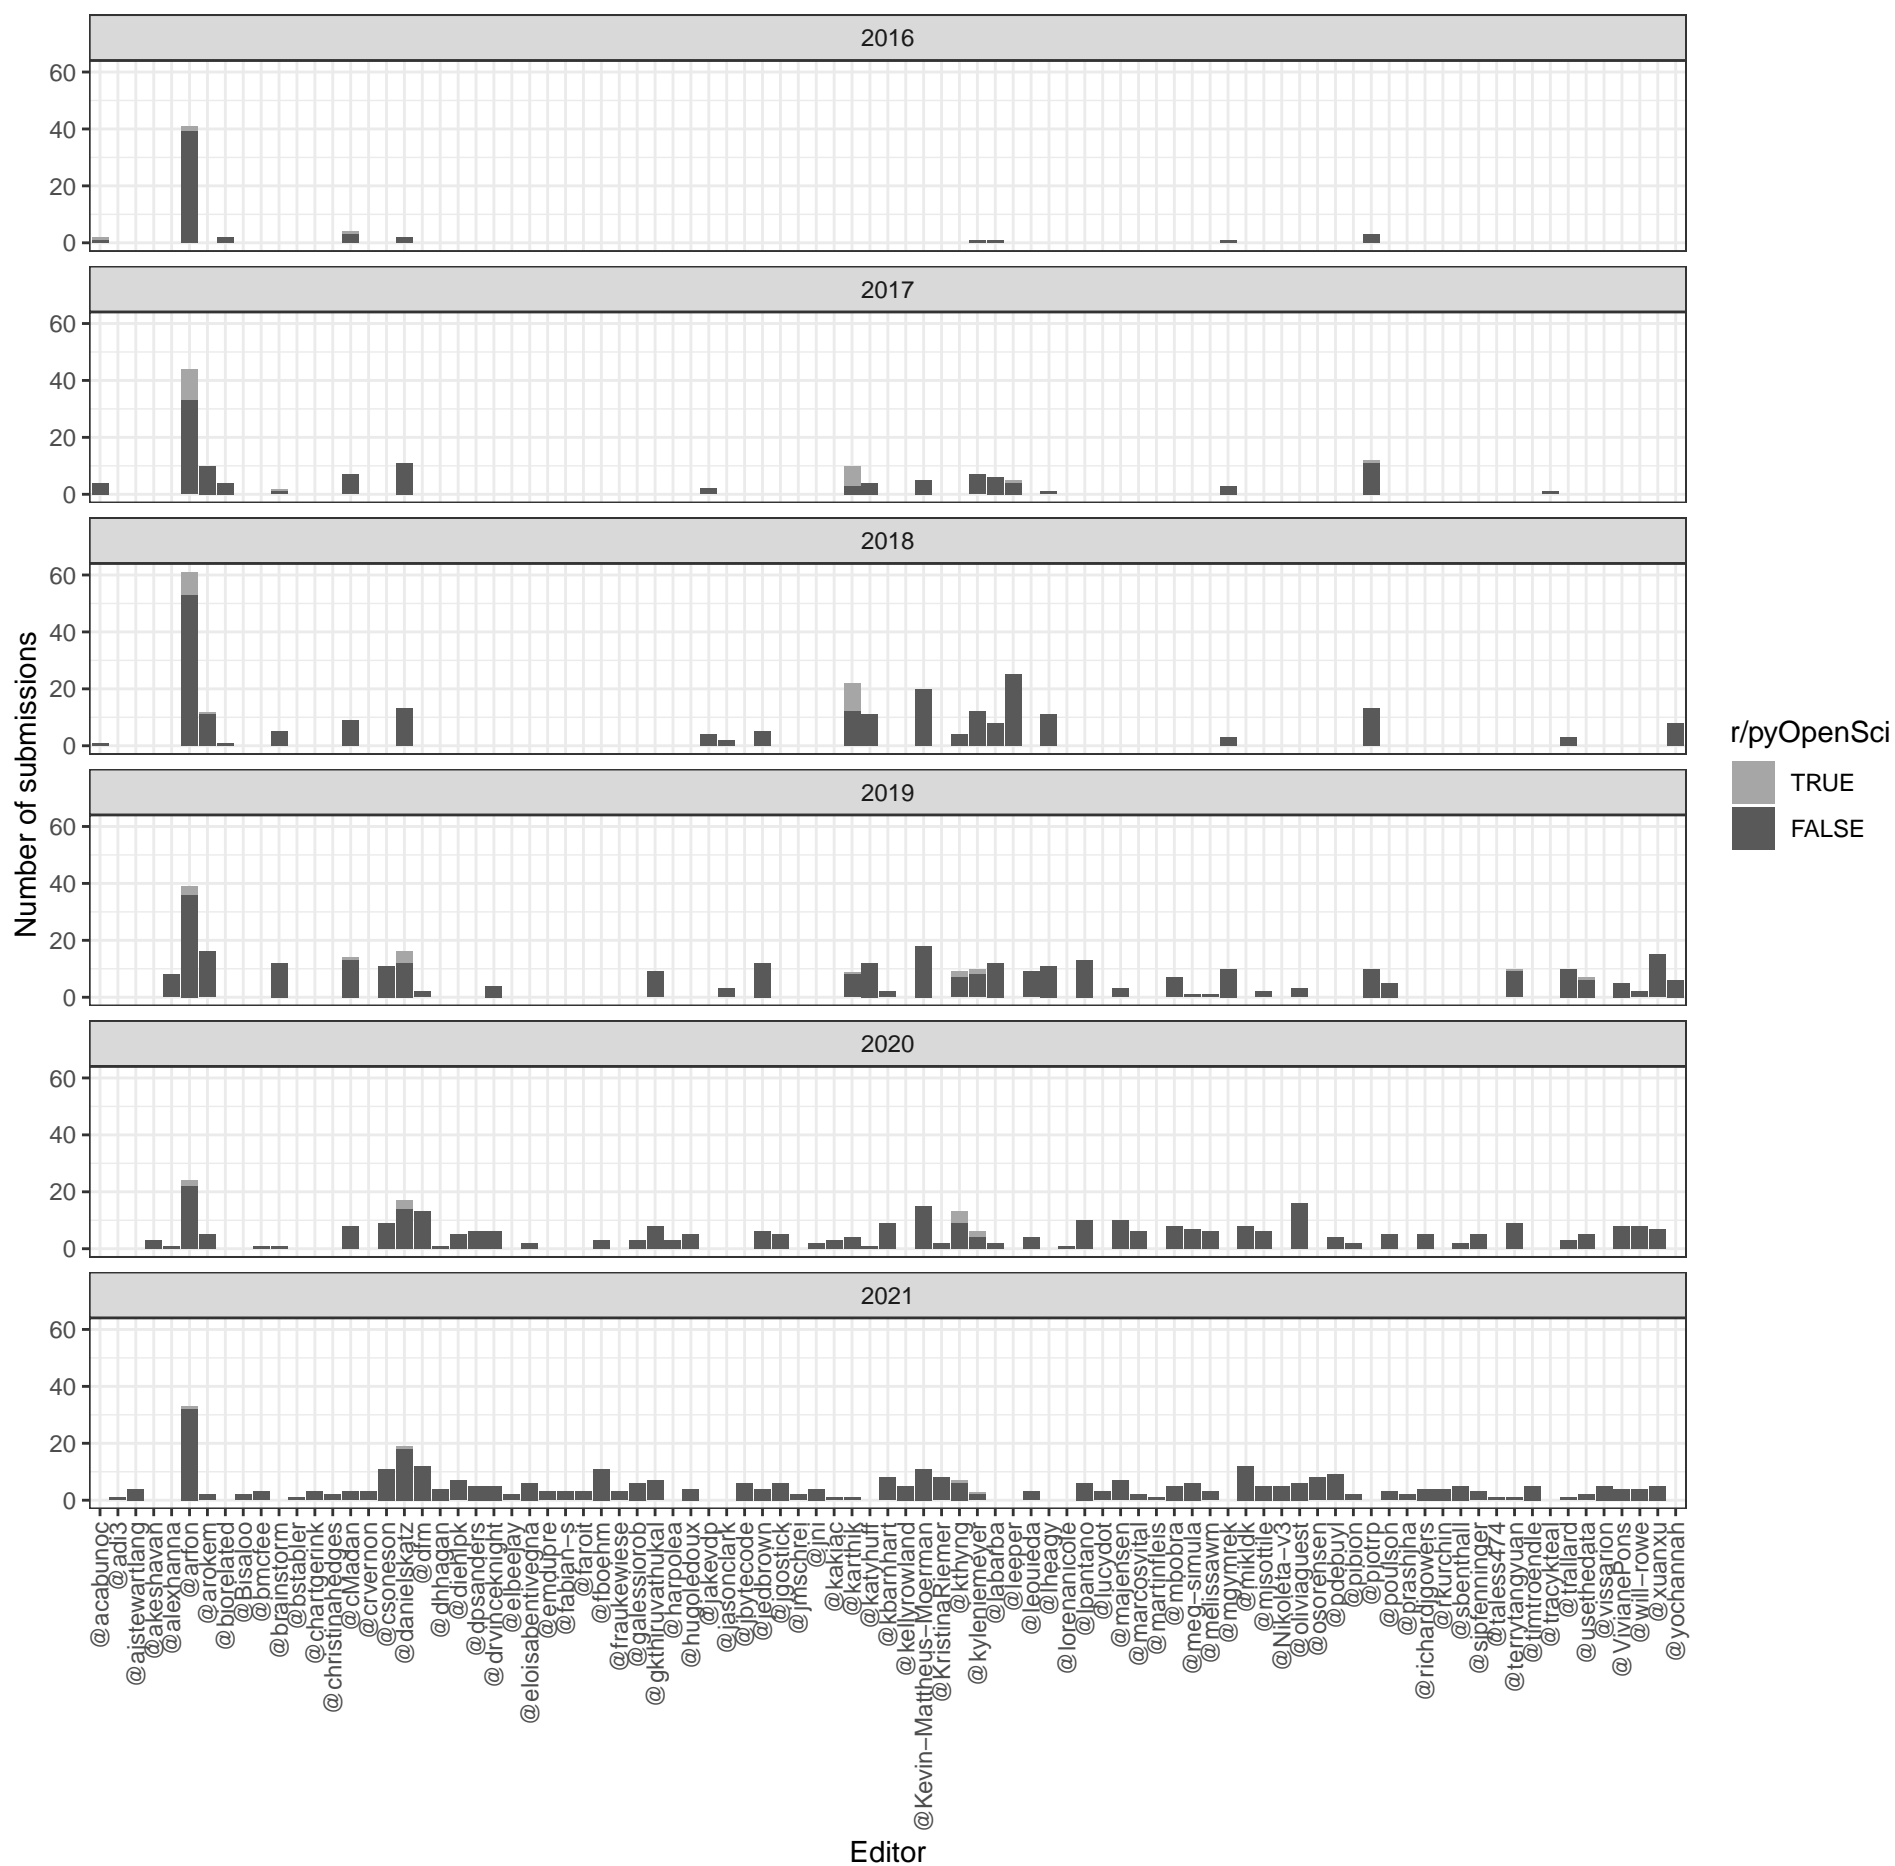 2016
60
40
20
0
2017
60
40
20
0
2018
60
40
20
0
2019
60
40
20
0
2020
60
40
20
0
2021
60
40
20
0
Number of submissions
@acabunoc
@adi3
@ajstewartlang
@akeshavan
@alexhanna
@arfon
@arokem
@biorelated
@Bisaloo
@bmcfee
@brainstorm
@bstabler
@chartgerink
@christinahedges
@cMadan
@crvernon
@csoneson
@danielskatz
@dfm
@dhhagan
@diehlpk
@dpsanders
@drvinceknight
@elbeejay
@eloisabentivegna
@emdupre
@fabian-s
@faroit
@fboehm
@fraukewiese
@galessiorob
@gkthiruvathukal
@harpolea
@hugoledoux
@jakevdp
@jasonclark
@jbytecode
@jedbrown
@jgostick
@jmschrei
@jni
@kakiac
@karthik
@katyhuff
@kbarnhart
@kellyrowland
@Kevin-Mattheus-Moerman
@KristinaRiemer
@kthyng
@kyleniemeyer
@labarba
@leeper
@leouieda
@lheagy
@lorenanicole
@lpantano
@lucydot
@majensen
@marcosvital
@martinfleis
@mbobra
@meg-simula
@melissawm
@mgymrek
@mikldk
@mjsottile
@Nikoleta-v3
@oliviaguest
@osorensen
@pdebuyl
@pibion
@pjotrp
@poulson
@prashjha
@richardjgowers
@rkurchin
@sbenthall
@sjpfenninger
@taless474
@terrytangyuan
@timtroendle
@tracykteal
@trallard
@usethedata
@vissarion
@VivianePons
@will-rowe
@xuanxu
@yochannah
Editor
r/pyOpenSci
TRUE
FALSE